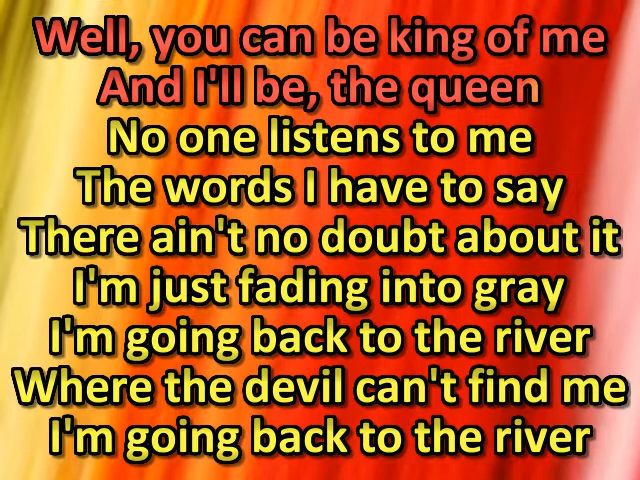 Well, you can be king of me
And I'll be, the queen
No one listens to me
The words I have to say
There ain't no doubt about it
I'm just fading into gray
I'm going back to the river
Where the devil can't find me
I'm going back to the river